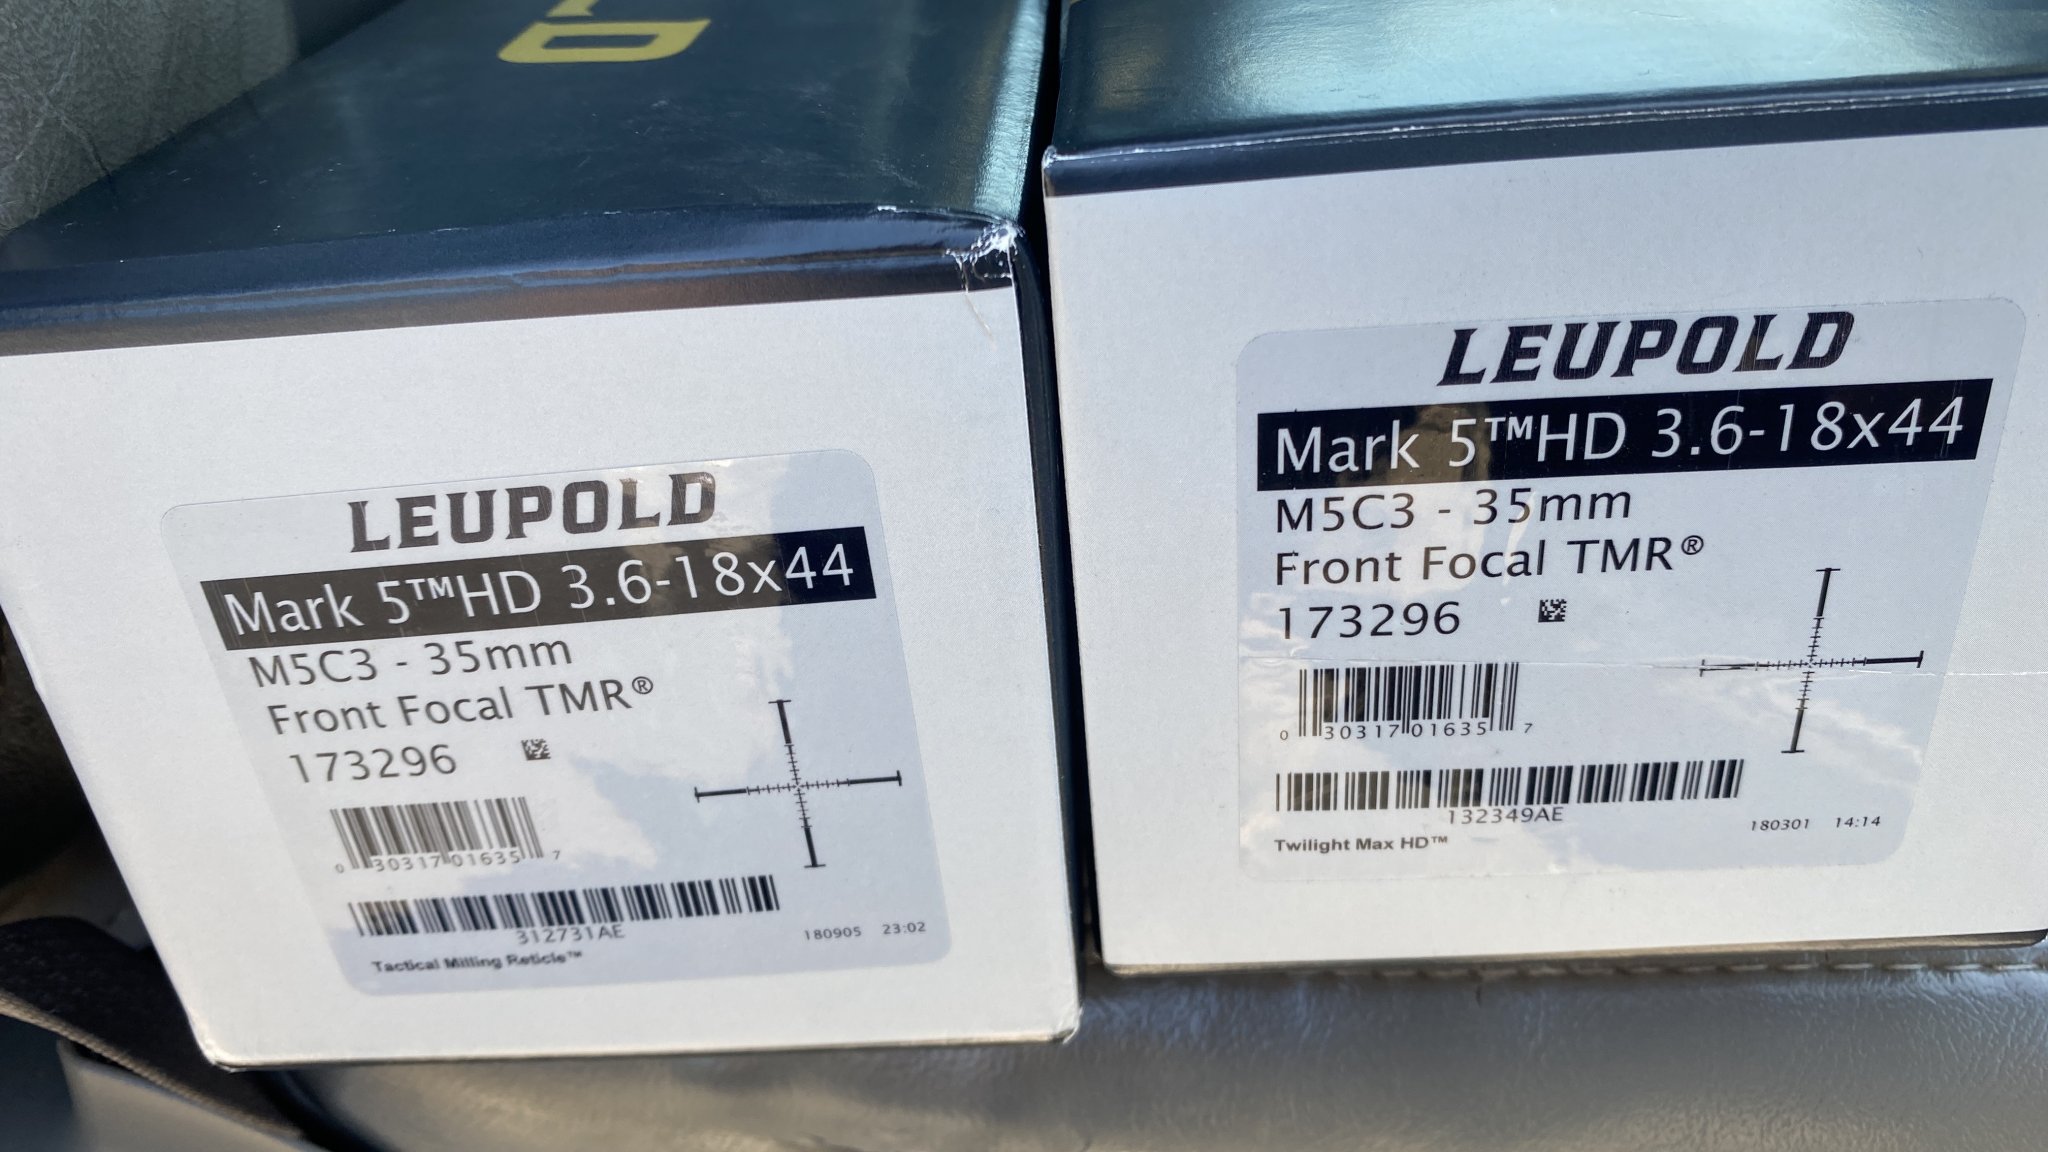 LEUPOLD
Mark 5™HD 3.6-18x44
M5C3 - 35mm
Front Focal TMR®
173296
0 30317 01635 7
312731AE
180905 23:02
Tactical Milling Reticle™
LEUPOLD
Mark 5™HD 3.6-18x44
M5C3 - 35mm
Front Focal TMR®
173296
0 30317 01635 7
132349AE
180301 14:14
Twilight Max HD™